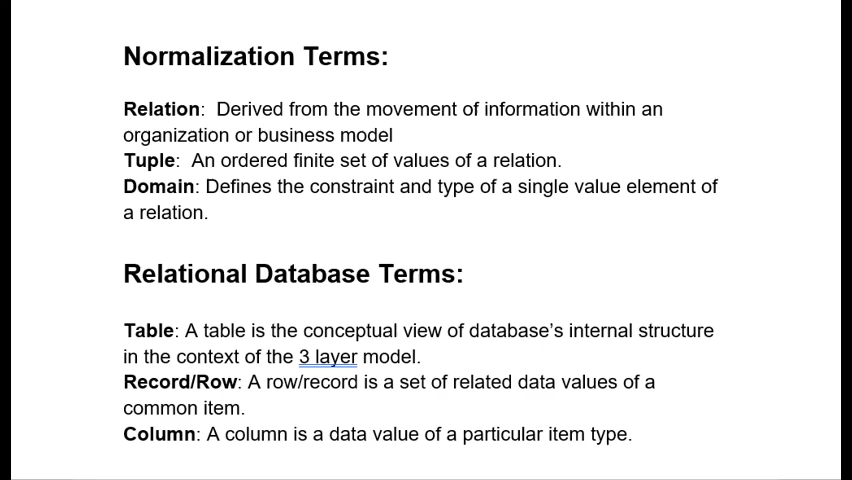 Normalization Terms:
Relation:  Derived from the movement of information within an
organization or business model
Tuple:  An ordered finite set of values of a relation.
Domain: Defines the constraint and type of a single value element of
a relation.
Relational Database Terms:
Table: A table is the conceptual view of database's internal structure
in the context of the 3 layer model.
Record/Row: A row/record is a set of related data values of a
common item.
Column: A column is a data value of a particular item type.